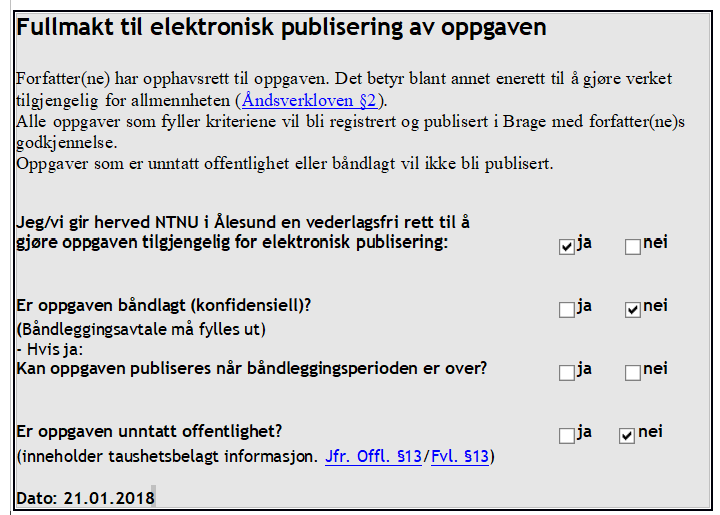 Fullmakt til elektronisk publisering av oppgaven
Forfatter(ne) har opphavsrett til oppgaven. Det betyr blant annet enerett til å gjøre verket
tilgjengelig for allmennheten (Åndsverkloven §2).
Alle oppgaver som fyller kriteriene vil bli registrert og publisert i Brage med forfatter(ne)s
godkjennelse.
Oppgaver som er unntatt offentlighet eller båndlagt vil ikke bli publisert.
Jeg/vi gir herved NTNU i Ålesund en vederlagsfri rett til å
gjøre oppgaven tilgjengelig for elektronisk publisering: ☑ja ☐nei
Er oppgaven båndlagt (konfidensiell)? ☐ja ☑nei
(Båndleggingsavtale må fylles ut)
- Hvis ja:
Kan oppgaven publiseres når båndleggingsperioden er over? ☐ja ☐nei
Er oppgaven unntatt offentlighet? ☐ja ☑nei
(inneholder taushetsbelagt informasjon. Jfr. Offl. §13/Fvl. §13)
Dato: 21.01.2018